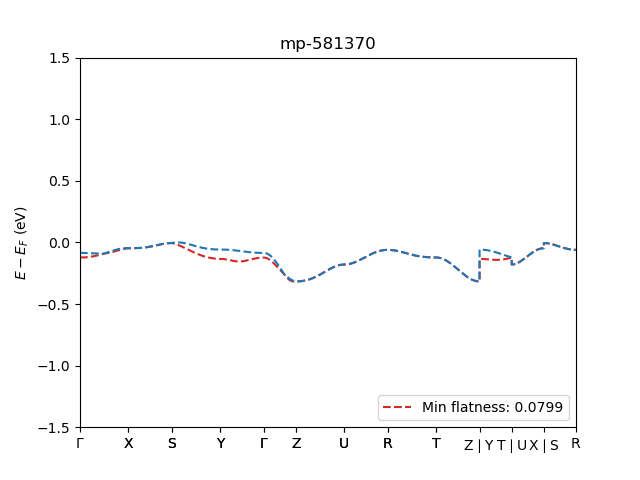 mp-581370
1.5
1.0
0.5
0.0
−0.5
−1.0
−1.5
E − E_F (eV)
Min flatness: 0.0799
Γ X S Y Γ Z U R T Z | Y T | U X | S R